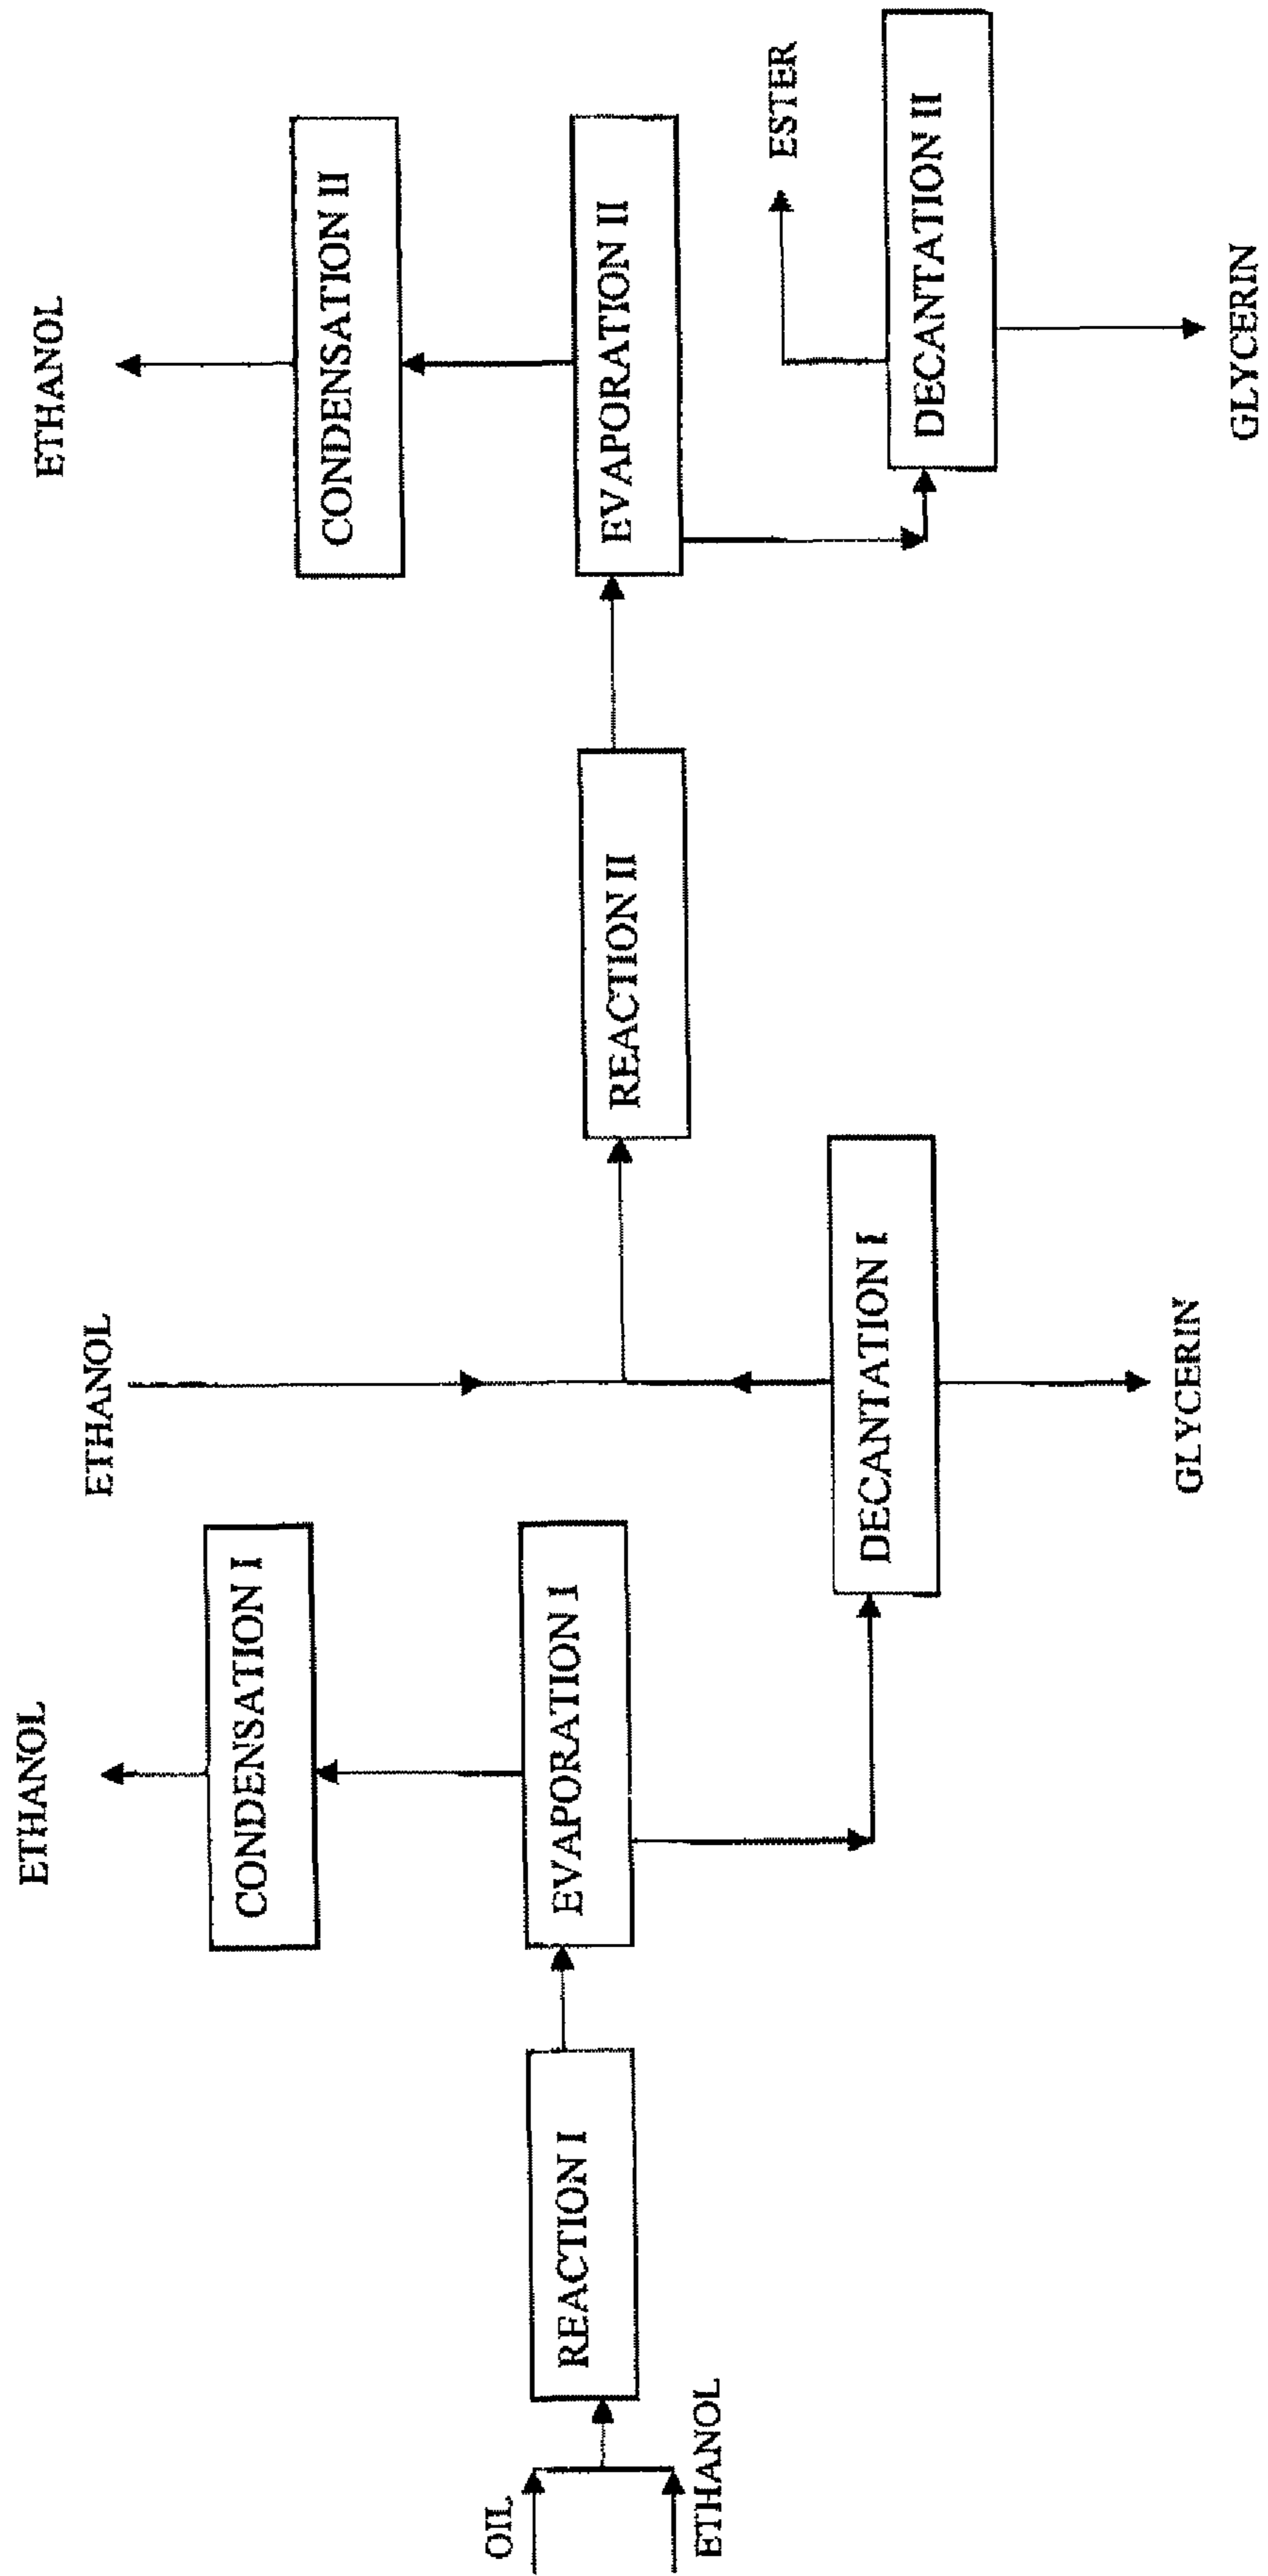 OIL
ETHANOL
REACTION I
EVAPORATION I
CONDENSATION I
ETHANOL
DECANTATION I
GLYCERIN
ETHANOL
REACTION II
EVAPORATION II
CONDENSATION II
ETHANOL
DECANTATION II
ESTER
GLYCERIN